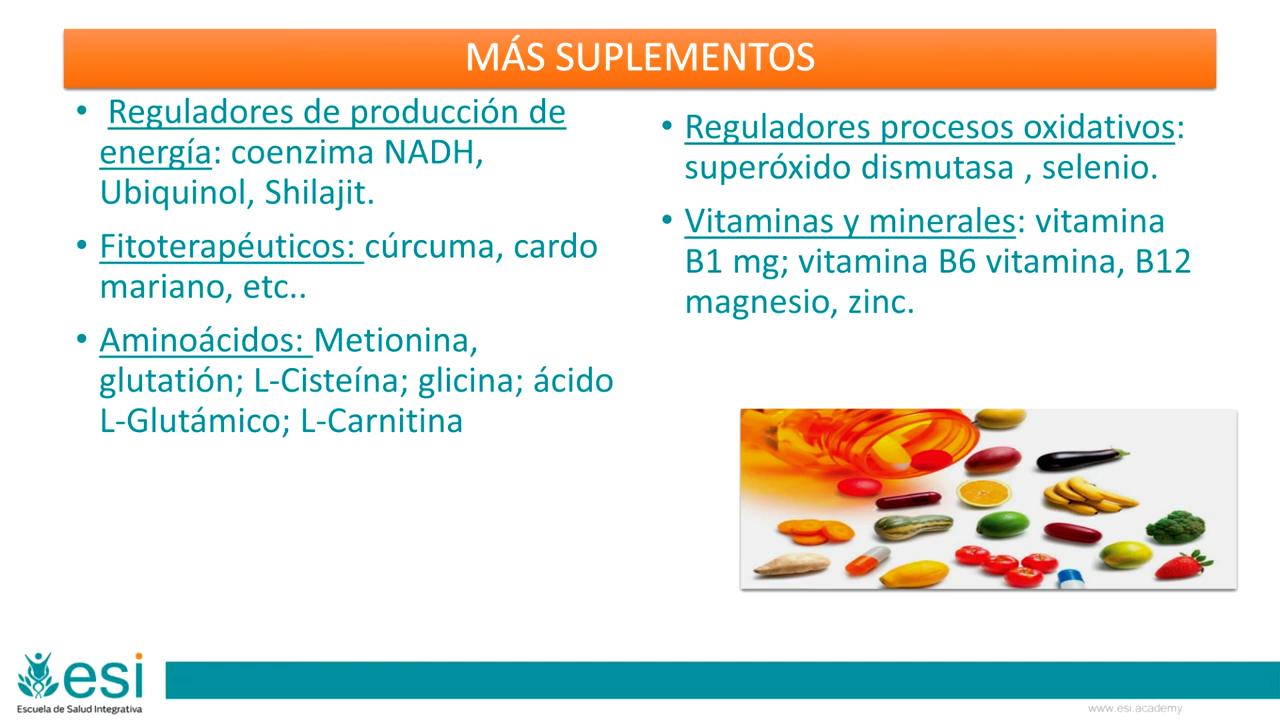 MÁS SUPLEMENTOS
• Reguladores de producción de
energía: coenzima NADH,
Ubiquinol, Shilajit.
• Fitoterapéuticos: cúrcuma, cardo
mariano, etc..
• Aminoácidos: Metionina,
glutatión; L-Cisteína; glicina; ácido
L-Glutámico; L-Carnitina
• Reguladores procesos oxidativos:
superóxido dismutasa , selenio.
• Vitaminas y minerales: vitamina
B1 mg; vitamina B6 vitamina, B12
magnesio, zinc.
esi
Escuela de Salud Integrativa
www.esi.academy